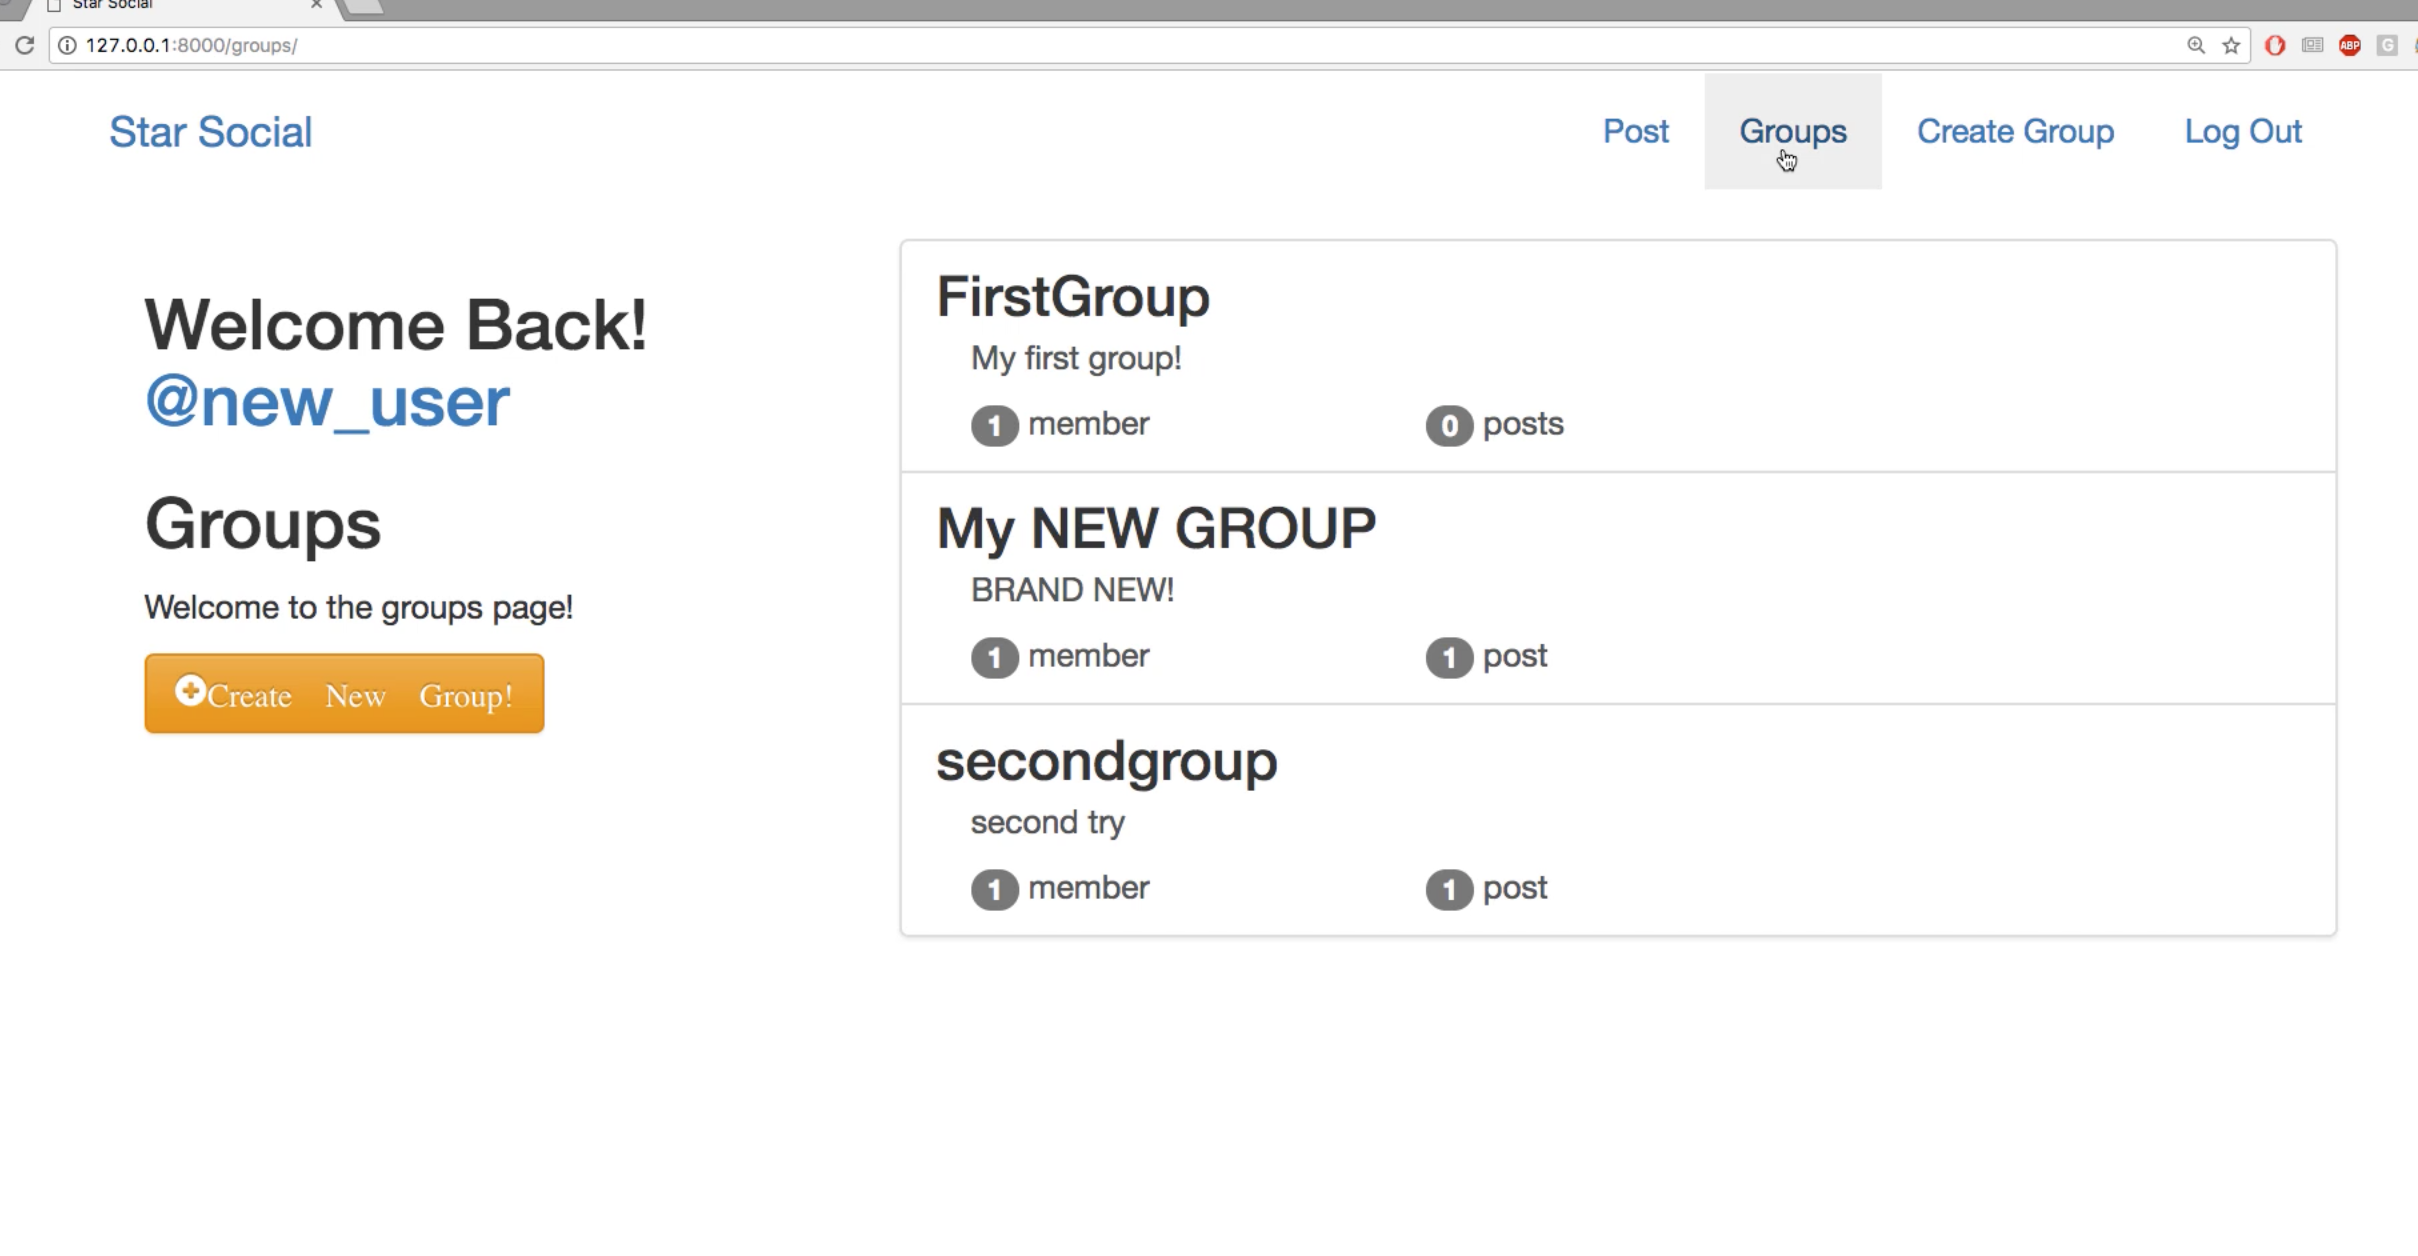 Star Social
127.0.0.1:8000/groups/
ABP
G
Star Social
Post
Groups
Create Group
Log Out
Welcome Back!
@new_user
Groups
Welcome to the groups page!
Create New Group!
FirstGroup
My first group!
1 member
0 posts
My NEW GROUP
BRAND NEW!
1 member
1 post
secondgroup
second try
1 member
1 post